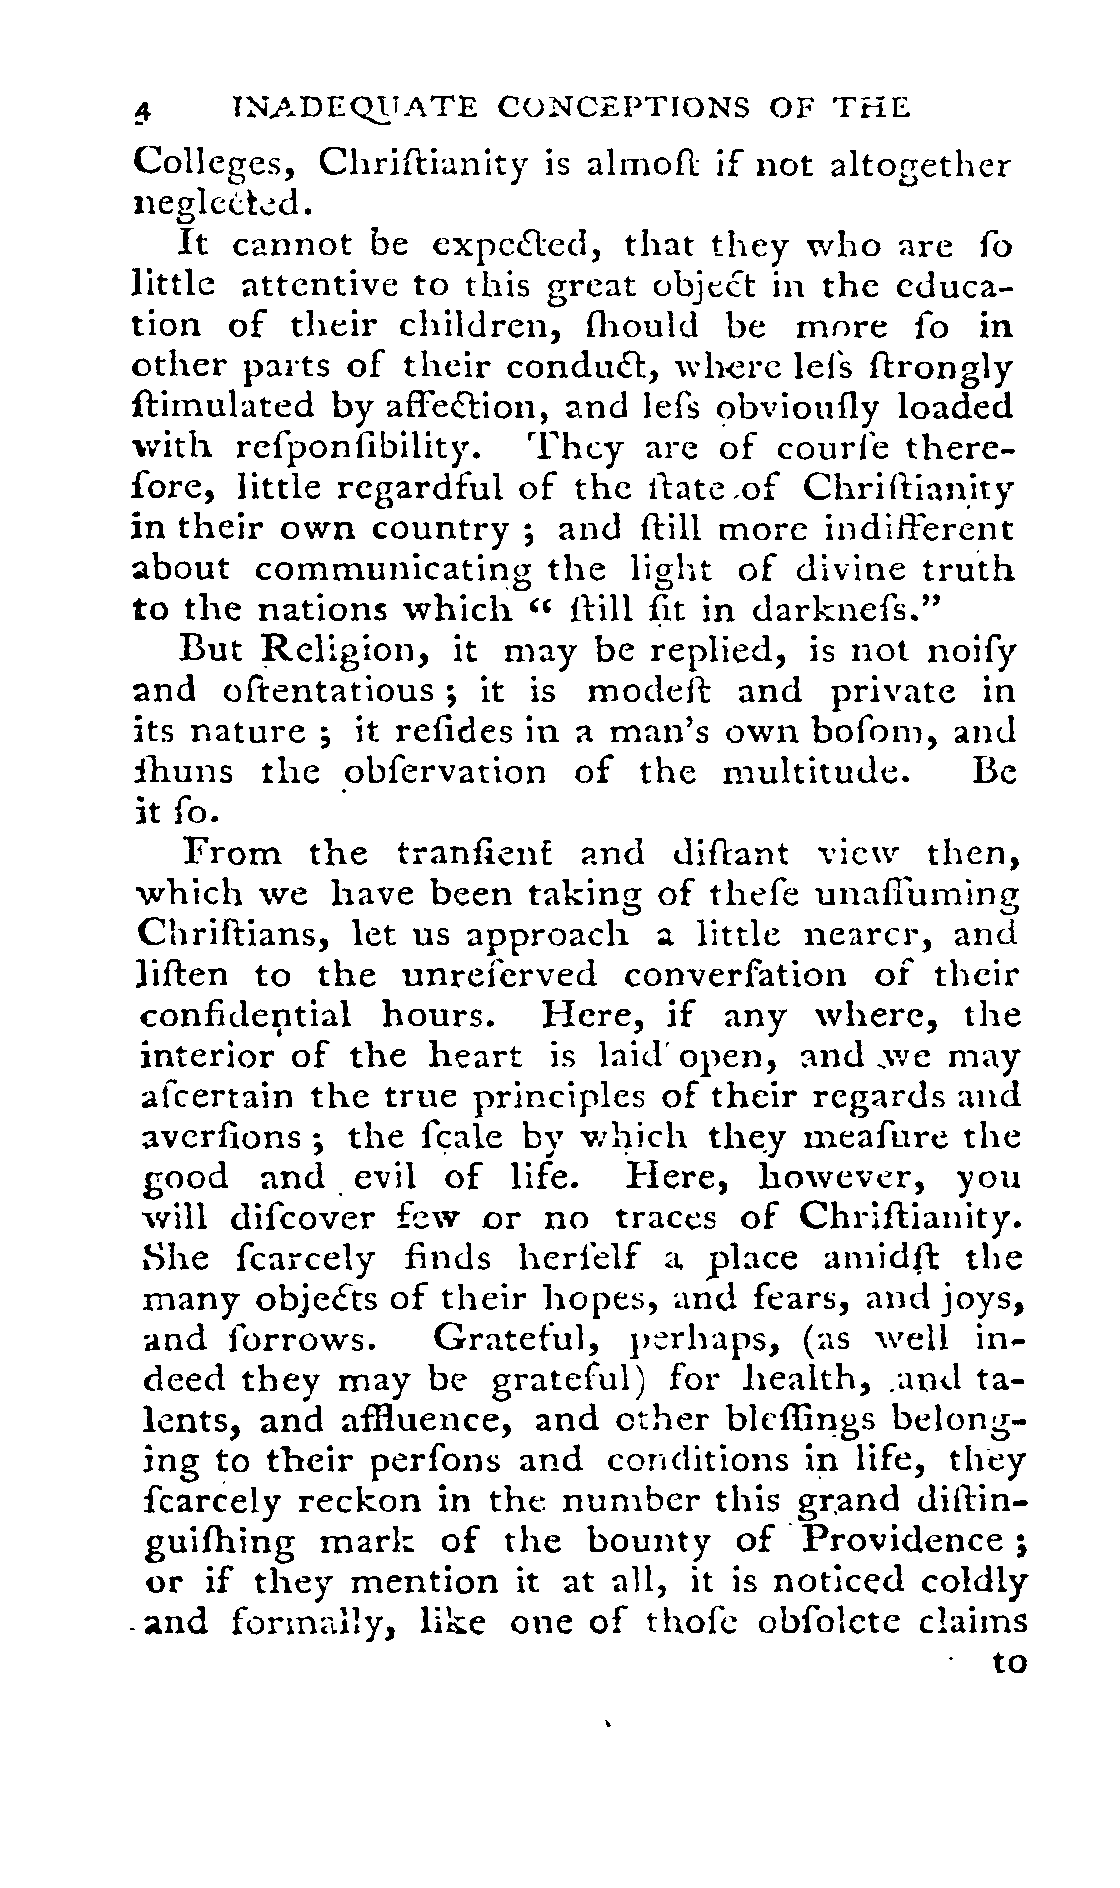 4 INADEQUATE CONCEPTIONS OF THE
Colleges, Chriſtianity is almoſt if not altogether
neglected.
It cannot be expected, that they who are ſo
little attentive to this great object in the educa-
tion of their children, ſhould be more ſo in
other parts of their conduct, where leſs ſtrongly
ſtimulated by affection, and leſs obviouſly loaded
with reſponſibility. They are of courſe there-
fore, little regardful of the ſtate of Chriſtianity
in their own country ; and ſtill more indifferent
about communicating the light of divine truth
to the nations which “ ſtill ſit in darkneſs.”
But Religion, it may be replied, is not noiſy
and oſtentatious ; it is modeſt and private in
its nature ; it reſides in a man's own boſom, and
ſhuns the obſervation of the multitude. Be
it ſo.
From the tranſient and diſtant view then,
which we have been taking of theſe unaſſuming
Chriſtians, let us approach a little nearer, and
liſten to the unreſerved converſation of their
confidential hours. Here, if any where, the
interior of the heart is laid open, and we may
aſcertain the true principles of their regards and
averſions ; the ſcale by which they meaſure the
good and evil of life. Here, however, you
will diſcover few or no traces of Chriſtianity.
She ſcarcely finds herſelf a place amidſt the
many objects of their hopes, and fears, and joys,
and ſorrows. Grateful, perhaps, (as well in-
deed they may be grateful) for health, and ta-
lents, and affluence, and other bleſſings belong-
ing to their perſons and conditions in life, they
ſcarcely reckon in the number this grand diſtin-
guiſhing mark of the bounty of Providence ;
or if they mention it at all, it is noticed coldly
and formally, like one of thoſe obſolete claims
to